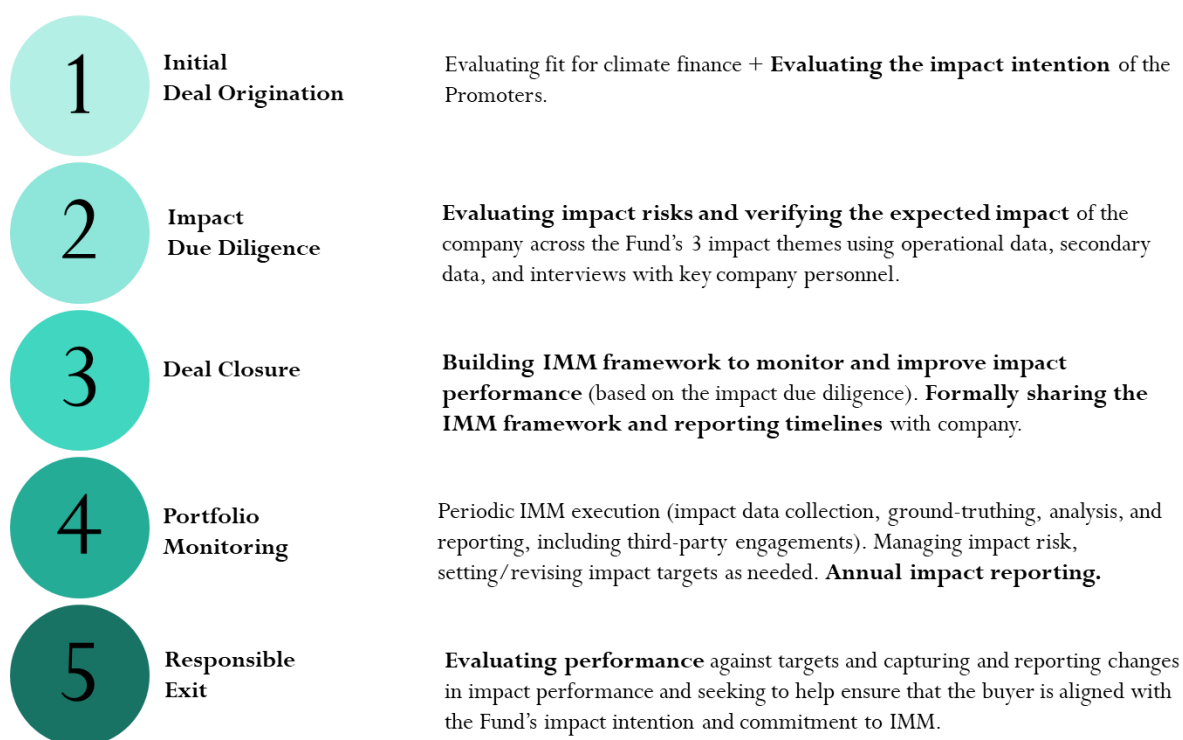 1
Initial
Deal Origination
Evaluating fit for climate finance + Evaluating the impact intention of the
Promoters.
2
Impact
Due Diligence
Evaluating impact risks and verifying the expected impact of the
company across the Fund's 3 impact themes using operational data, secondary
data, and interviews with key company personnel.
3
Deal Closure
Building IMM framework to monitor and improve impact
performance (based on the impact due diligence). Formally sharing the
IMM framework and reporting timelines with company.
4
Portfolio
Monitoring
Periodic IMM execution (impact data collection, ground-truthing, analysis, and
reporting, including third-party engagements). Managing impact risk,
setting/revising impact targets as needed. Annual impact reporting.
5
Responsible
Exit
Evaluating performance against targets and capturing and reporting changes
in impact performance and seeking to help ensure that the buyer is aligned with
the Fund's impact intention and commitment to IMM.